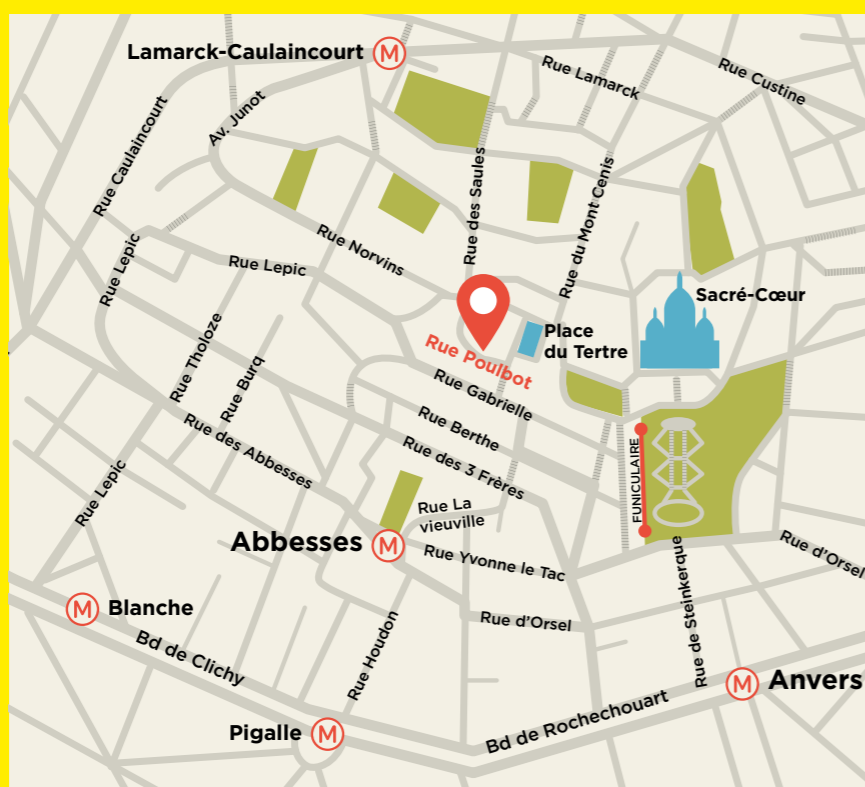 Lamarck-Caulaincourt
M
Rue Lamarck
Rue Custine
Av. Junot
Rue Caulaincourt
Rue des Saules
Rue du Mont Cenis
Rue Norvins
Rue Lepic
Rue Lepic
Sacré-Cœur
Place
du Tertre
Rue Poulbot
Rue Tholoze
Rue Burq
Rue Gabrielle
Rue Berthe
Rue des 3 Frères
Rue des Abbesses
FUNICULAIRE
Rue Lepic
Rue La
vieuville
Abbesses
M
Rue Yvonne le Tac
Rue d'Orsel
Rue de Steinkerque
M
Blanche
Rue d'Orsel
Rue Houdon
Bd de Clichy
M
Anvers
Pigalle
M
Bd de Rochechouart